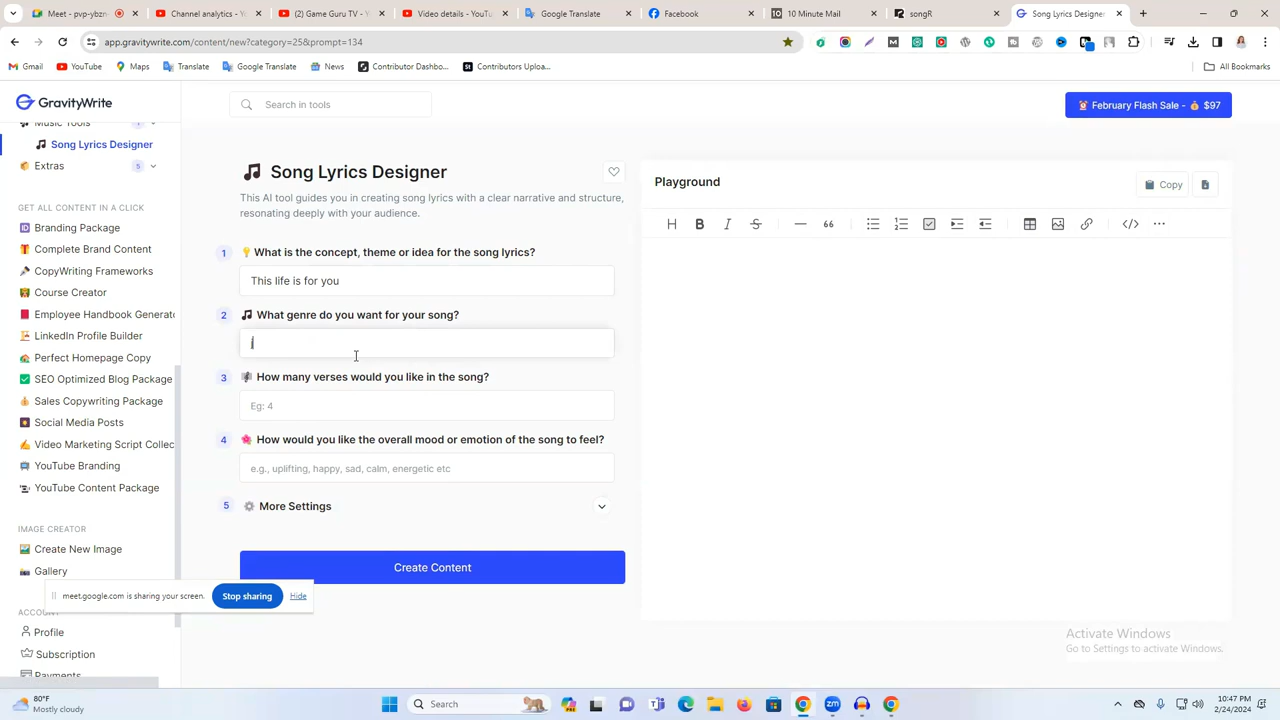 Meet - pvp-pbzn
Channel analytics - Y
(2) Game Guru TV - Y
Video details - YouTu
Google Translate
Facebook
10 Minute Mail
songR
Song Lyrics Designer
app.gravitywrite.com/content/new?category=25&prompt=134
Gmail
YouTube
Maps
Translate
Google Translate
News
Contributor Dashbo...
Contributors Uploa...
All Bookmarks
GravityWrite
Search in tools
February Flash Sale - 💰 $97
Music Tools 1
Song Lyrics Designer
Extras 5
GET ALL CONTENT IN A CLICK
Branding Package
Complete Brand Content
CopyWriting Frameworks
Course Creator
Employee Handbook Generato
LinkedIn Profile Builder
Perfect Homepage Copy
SEO Optimized Blog Package
Sales Copywriting Package
Social Media Posts
Video Marketing Script Collec
YouTube Branding
YouTube Content Package
IMAGE CREATOR
Create New Image
Gallery
ACCOUNT
Profile
Subscription
Payments
Song Lyrics Designer
This AI tool guides you in creating song lyrics with a clear narrative and structure,
resonating deeply with your audience.
1 What is the concept, theme or idea for the song lyrics?
This life is for you
2 What genre do you want for your song?
3 How many verses would you like in the song?
Eg: 4
4 How would you like the overall mood or emotion of the song to feel?
e.g., uplifting, happy, sad, calm, energetic etc
5 More Settings
Create Content
Playground
Copy
meet.google.com is sharing your screen.
Stop sharing
Hide
Activate Windows
Go to Settings to activate Windows.
80°F
Mostly cloudy
Search
10:47 PM
2/24/2024